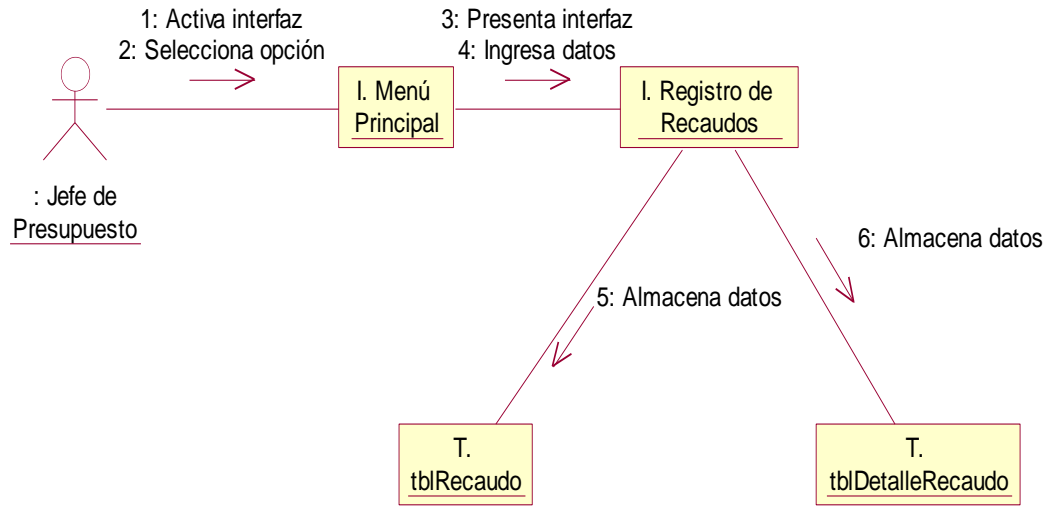 1: Activa interfaz
2: Selecciona opción
3: Presenta interfaz
4: Ingresa datos
I. Menú
Principal
I. Registro de
Recaudos
: Jefe de
Presupuesto
6: Almacena datos
5: Almacena datos
T.
tblRecaudo
T.
tblDetalleRecaudo